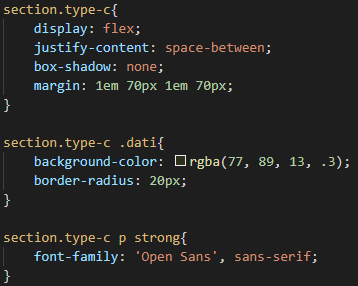 section.type-c{
    display: flex;
    justify-content: space-between;
    box-shadow: none;
    margin: 1em 70px 1em 70px;
}

section.type-c .dati{
    background-color: rgba(77, 89, 13, .3);
    border-radius: 20px;
}

section.type-c p strong{
    font-family: 'Open Sans', sans-serif;
}